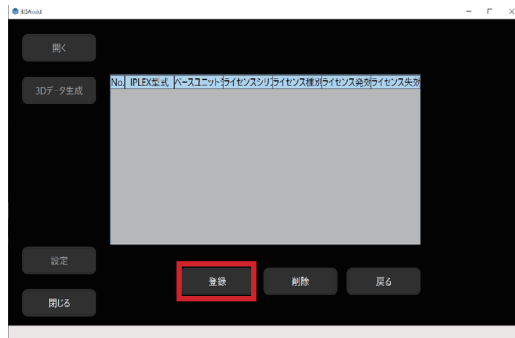 開く
3Dデータ生成
No. IPLEX型式 ベースユニット ライセンスシリ ライセンス種別 ライセンス発効 ライセンス失効
登録 削除 戻る
設定
閉じる